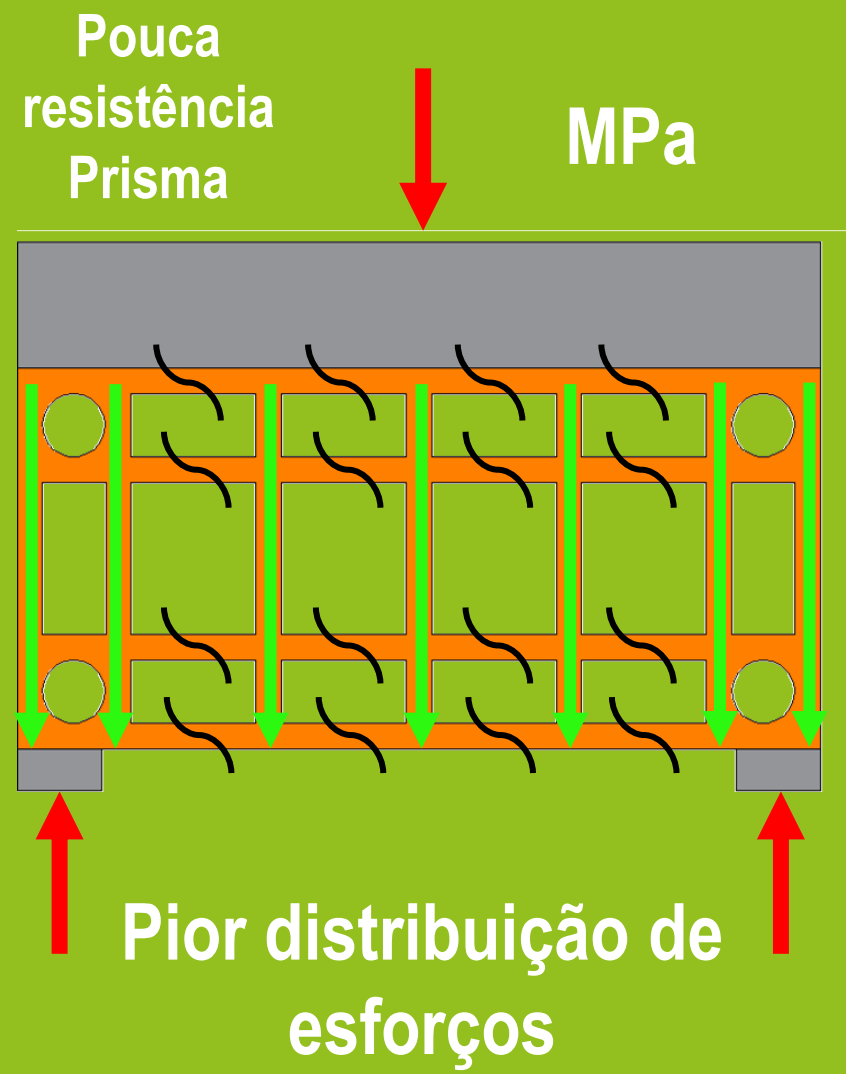 Pouca
resistência
Prisma
MPa
Pior distribuição de
esforços